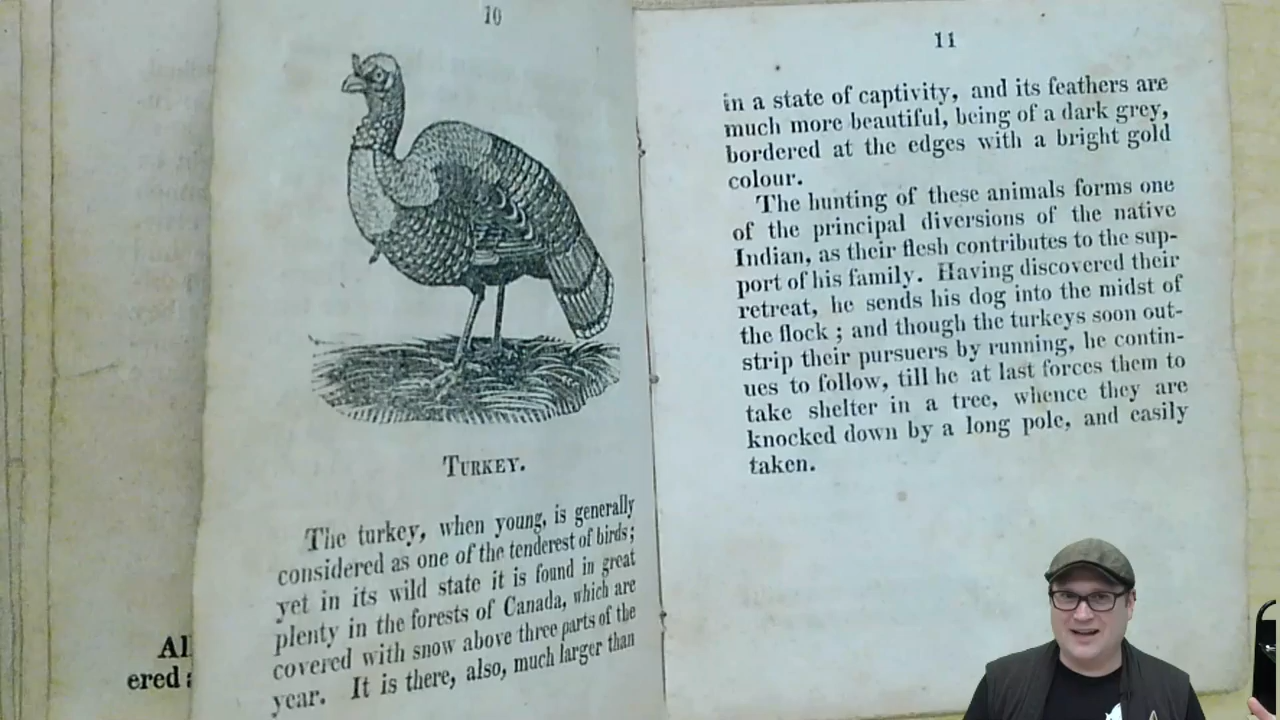 10
TURKEY.
The turkey, when young, is generally
considered as one of the tenderest of birds;
yet in its wild state it is found in great
plenty in the forests of Canada, which are
covered with snow above three parts of the
year. It is there, also, much larger than
Al
ered a
11
in a state of captivity, and its feathers are
much more beautiful, being of a dark grey,
bordered at the edges with a bright gold
colour.
The hunting of these animals forms one
of the principal diversions of the native
Indian, as their flesh contributes to the sup-
port of his family. Having discovered their
retreat, he sends his dog into the midst of
the flock ; and though the turkeys soon out-
strip their pursuers by running, he contin-
ues to follow, till he at last forces them to
take shelter in a tree, whence they are
knocked down by a long pole, and easily
taken.